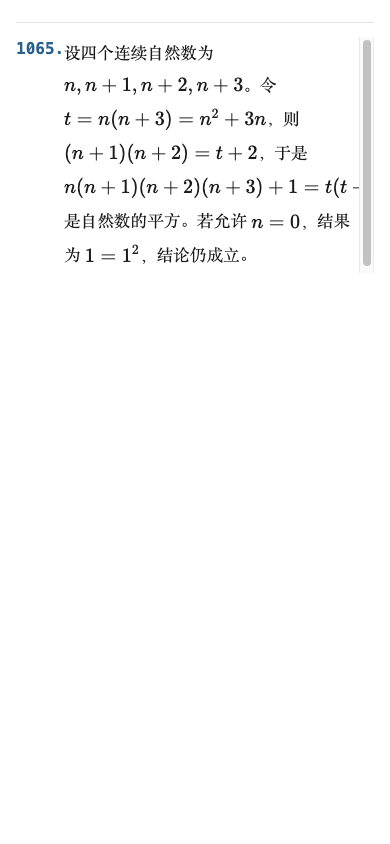 1065. 设四个连续自然数为
n, n + 1, n + 2, n + 3。令
t = n(n + 3) = n² + 3n，则
(n + 1)(n + 2) = t + 2，于是
n(n + 1)(n + 2)(n + 3) + 1 = t(t
是自然数的平方。若允许 n = 0，结果
为 1 = 1²，结论仍成立。